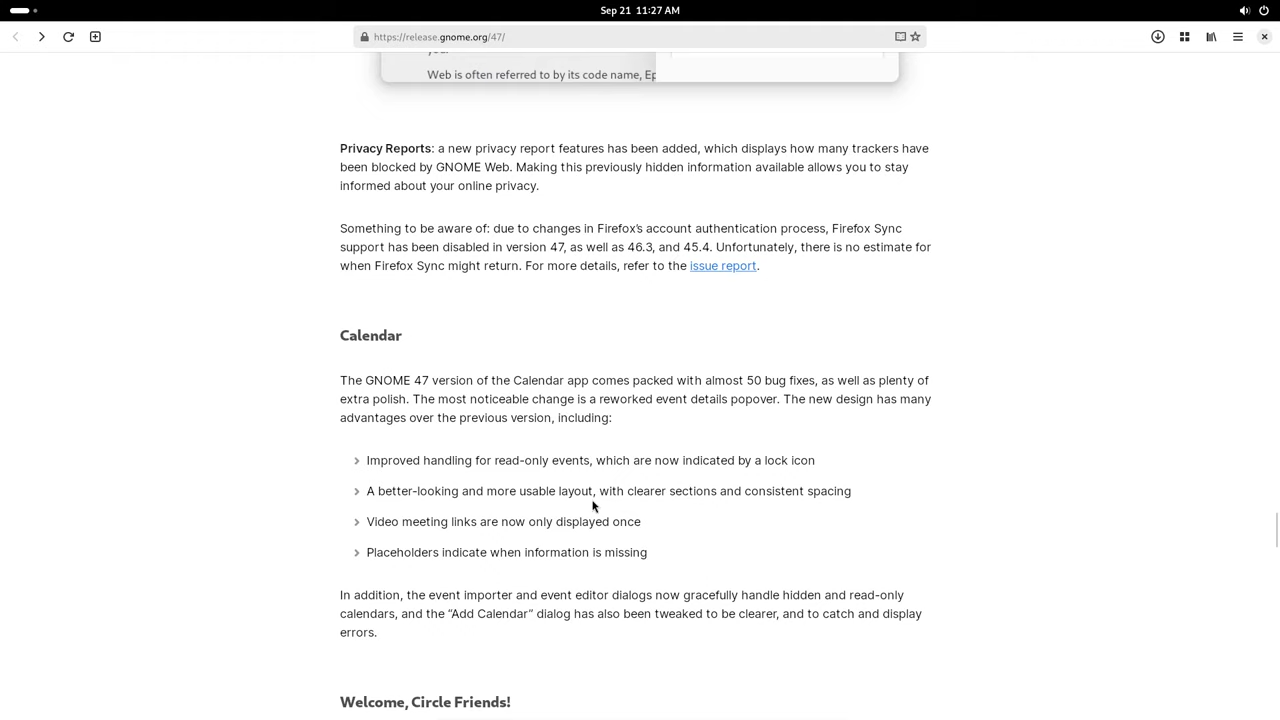 Sep 21 11:27 AM
https://release.gnome.org/47/
Web is often referred to by its code name, Ep
Privacy Reports: a new privacy report features has been added, which displays how many trackers have
been blocked by GNOME Web. Making this previously hidden information available allows you to stay
informed about your online privacy.
Something to be aware of: due to changes in Firefox's account authentication process, Firefox Sync
support has been disabled in version 47, as well as 46.3, and 45.4. Unfortunately, there is no estimate for
when Firefox Sync might return. For more details, refer to the issue report.
Calendar
The GNOME 47 version of the Calendar app comes packed with almost 50 bug fixes, as well as plenty of
extra polish. The most noticeable change is a reworked event details popover. The new design has many
advantages over the previous version, including:
Improved handling for read-only events, which are now indicated by a lock icon
A better-looking and more usable layout, with clearer sections and consistent spacing
Video meeting links are now only displayed once
Placeholders indicate when information is missing
In addition, the event importer and event editor dialogs now gracefully handle hidden and read-only
calendars, and the “Add Calendar” dialog has also been tweaked to be clearer, and to catch and display
errors.
Welcome, Circle Friends!